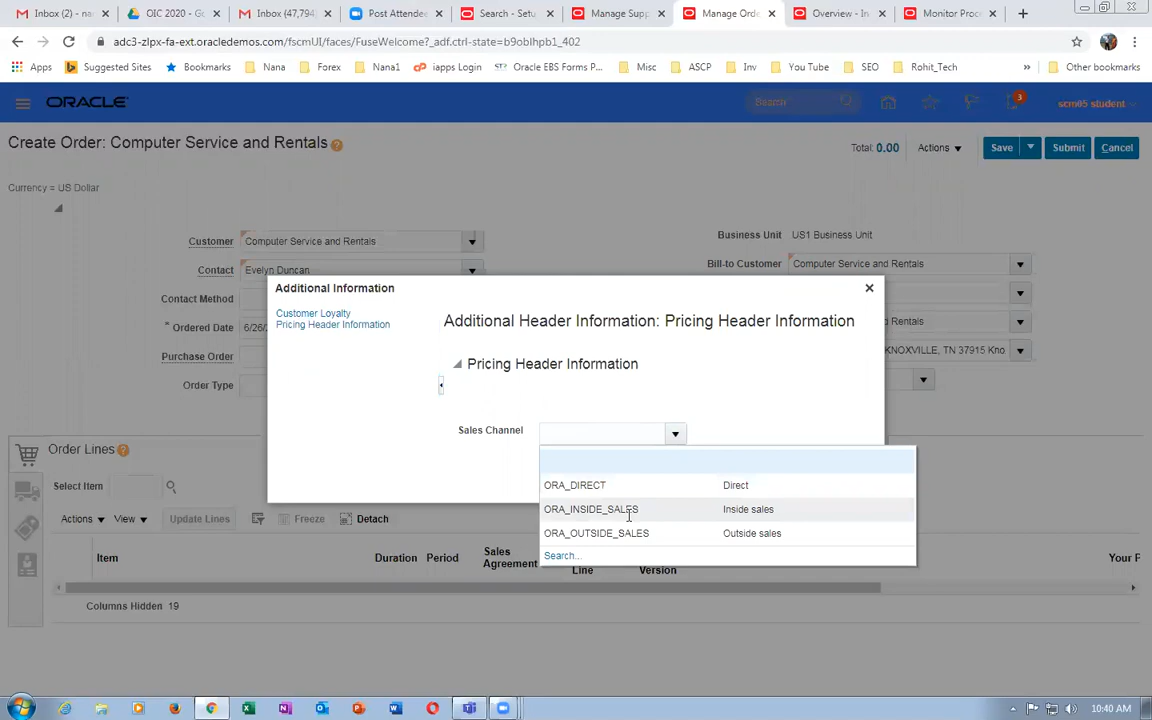 Inbox (2) - na
OIC 2020 - Gu
Inbox (47,794)
Post Attendee
Search - Setu
Manage Supp
Manage Orde
Overview - In
Monitor Proc
adc3-zlpx-fa-ext.oracledemos.com/fscmUI/faces/FuseWelcome?_adf.ctrl-state=b9oblhpb1_402
Apps
Suggested Sites
Bookmarks
Nana
Forex
Nana1
iapps Login
Oracle EBS Forms P...
Misc
ASCP
Inv
You Tube
SEO
Rohit_Tech
»
Other bookmarks
ORACLE
Search
3
scm05 student
Create Order: Computer Service and Rentals
Total: 0.00
Actions
Save
Submit
Cancel
Currency = US Dollar
Customer
Computer Service and Rentals
Business Unit
US1 Business Unit
Contact
Evelyn Duncan
Bill-to Customer
Computer Service and Rentals
Additional Information
Contact Method
Customer Loyalty
Pricing Header Information
* Ordered Date
6/26/
Additional Header Information: Pricing Header Information
Rentals
Purchase Order
KNOXVILLE, TN 37915 Kno.
Pricing Header Information
Order Type
Sales Channel
ORA_DIRECT Direct
ORA_INSIDE_SALES Inside sales
ORA_OUTSIDE_SALES Outside sales
Search...
Order Lines
Select Item
Actions
View
Update Lines
Freeze
Detach
Item
Duration
Period
Sales Agreement
Line
Version
Your P
Columns Hidden 19
10:40 AM